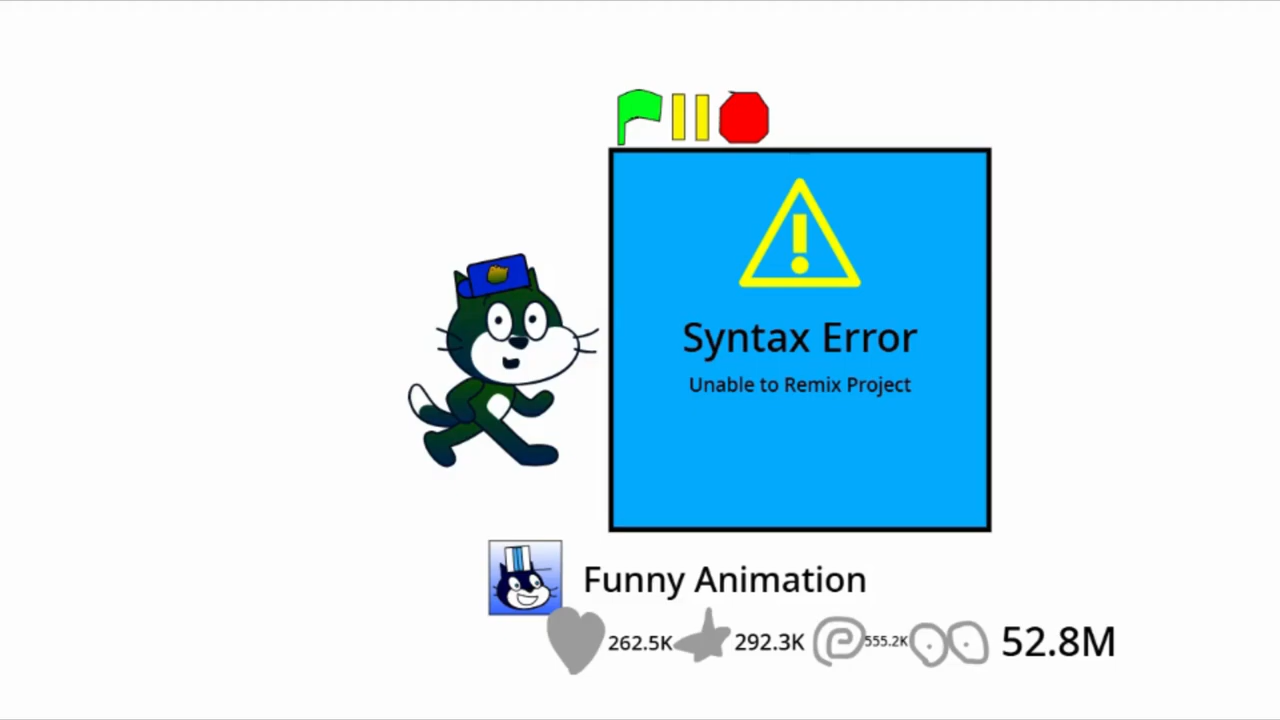 Syntax Error
Unable to Remix Project
Funny Animation
262.5K 292.3K 555.2K 52.8M